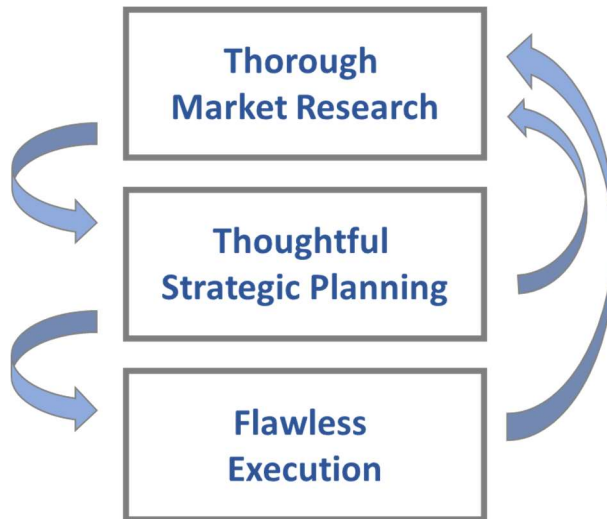 Thorough
Market Research
Thoughtful
Strategic Planning
Flawless
Execution